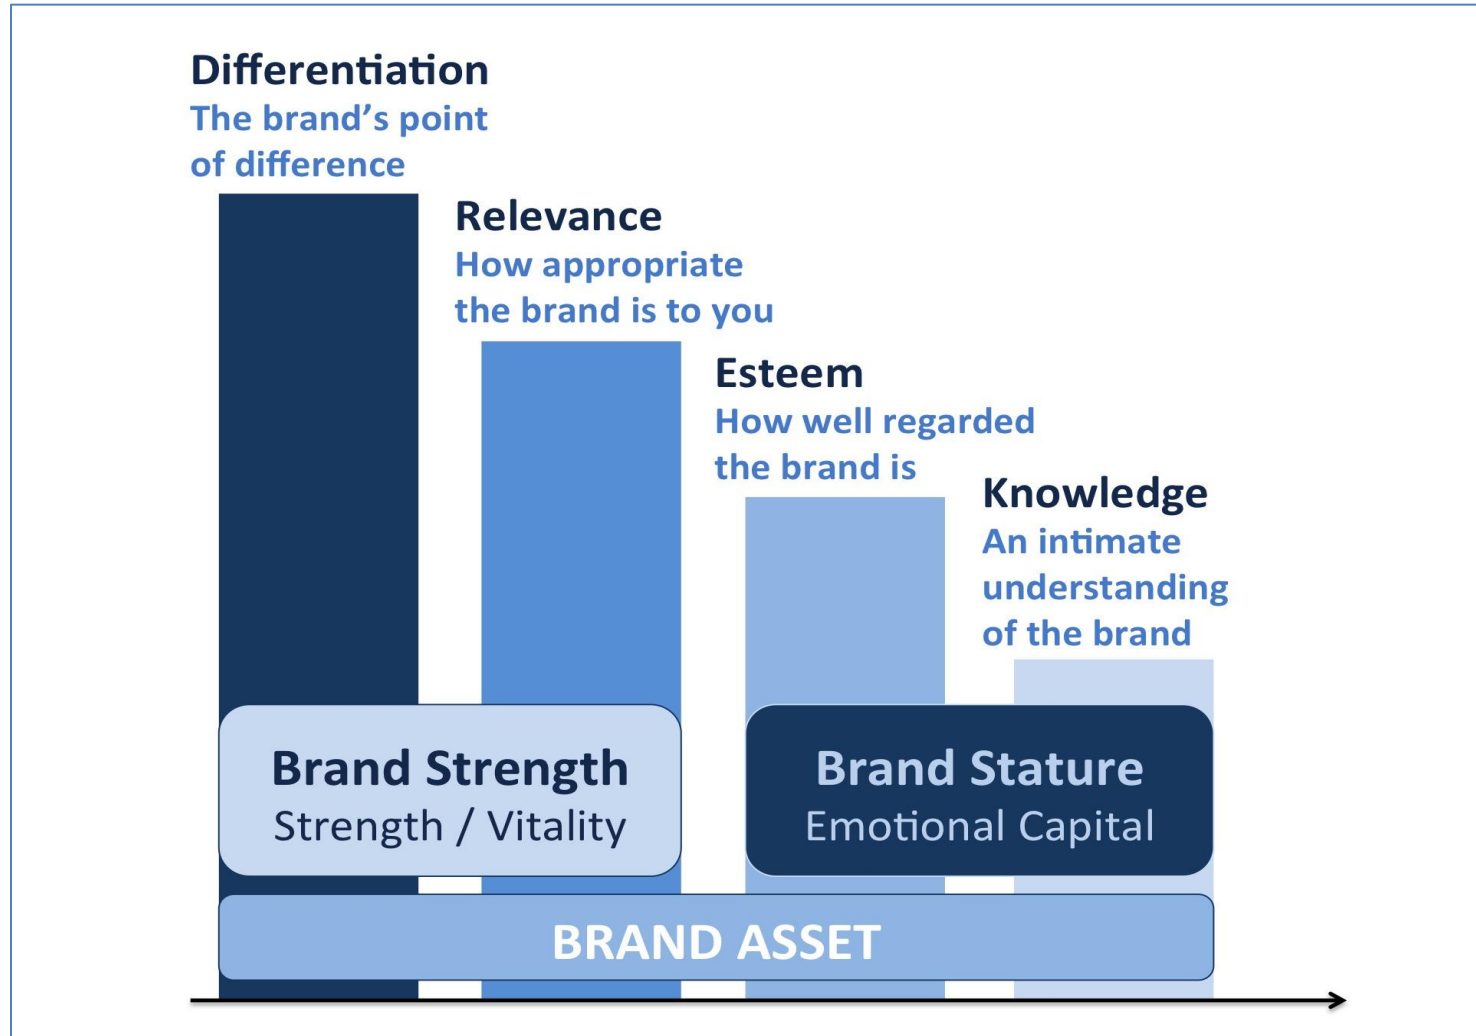 Differentiation
The brand’s point
of difference
Relevance
How appropriate
the brand is to you
Esteem
How well regarded
the brand is
Knowledge
An intimate
understanding
of the brand
Brand Strength
Strength / Vitality
Brand Stature
Emotional Capital
BRAND ASSET